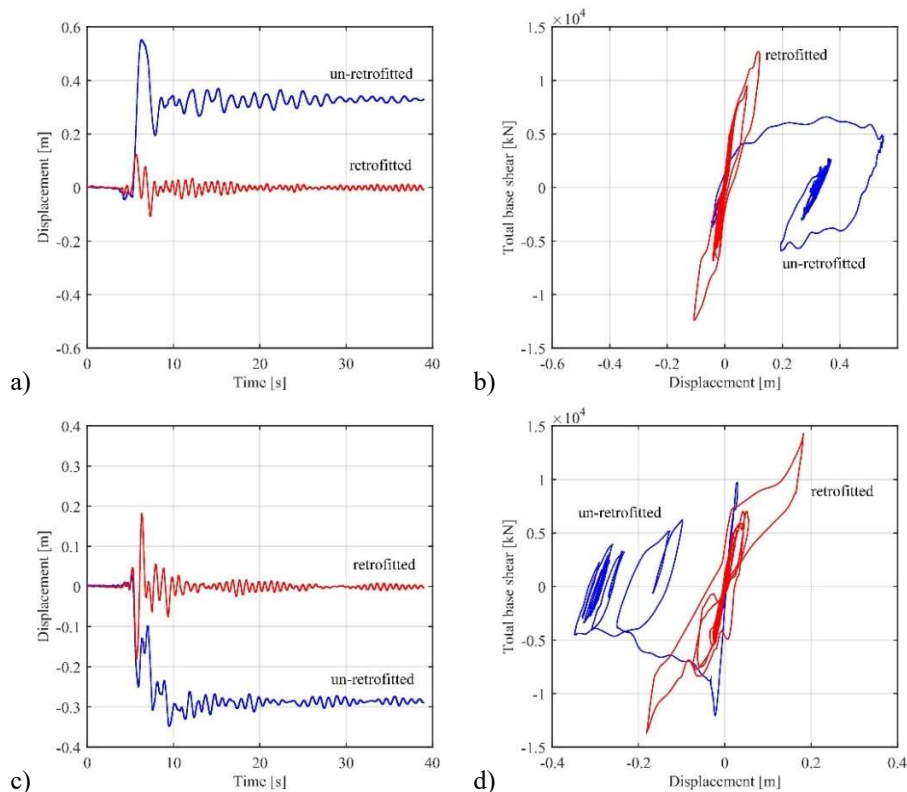 0.6
0.4
0.2
0
-0.2
-0.4
-0.6
Displacement [m]
un-retrofitted
retrofitted
0 10 20 30 40
Time [s]
a)
×10⁴
1.5
1
0.5
0
-0.5
-1
-1.5
Total base shear [kN]
retrofitted
un-retrofitted
-0.6 -0.4 -0.2 0 0.2 0.4
Displacement [m]
b)
0.4
0.3
0.2
0.1
0
-0.1
-0.2
-0.3
-0.4
Displacement [m]
retrofitted
un-retrofitted
0 10 20 30 40
Time [s]
c)
×10⁴
1.5
1
0.5
0
-0.5
-1
-1.5
Total base shear [kN]
un-retrofitted
retrofitted
-0.4 -0.2 0 0.2 0.4
Displacement [m]
d)